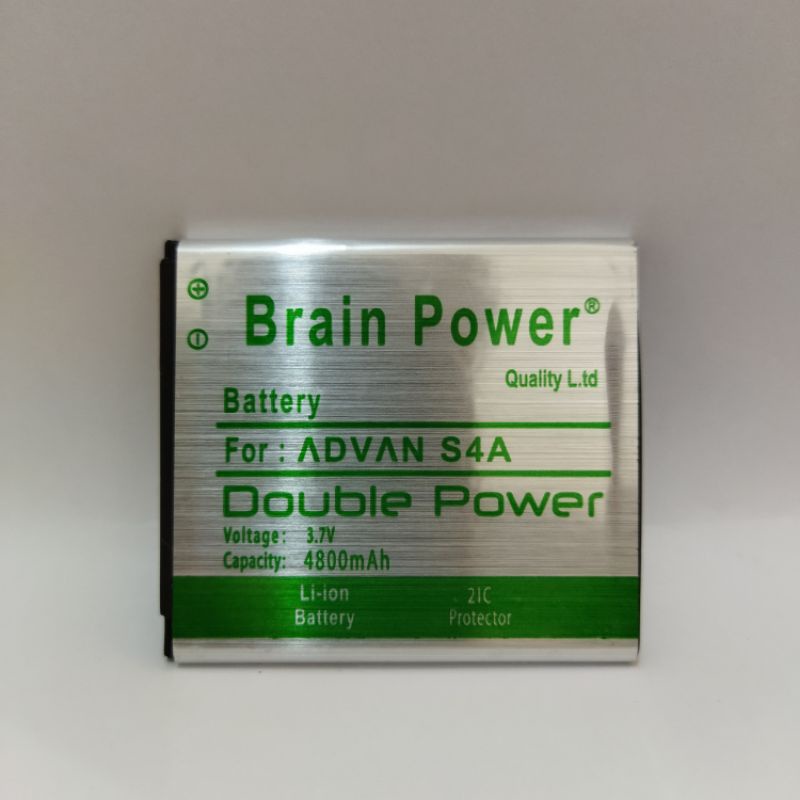 Brain Power®
Quality L.td
Battery
For : ADVAN S4A
Double Power
Voltage: 3.7V
Capacity: 4800mAh
Li-ion Battery
2IC Protector